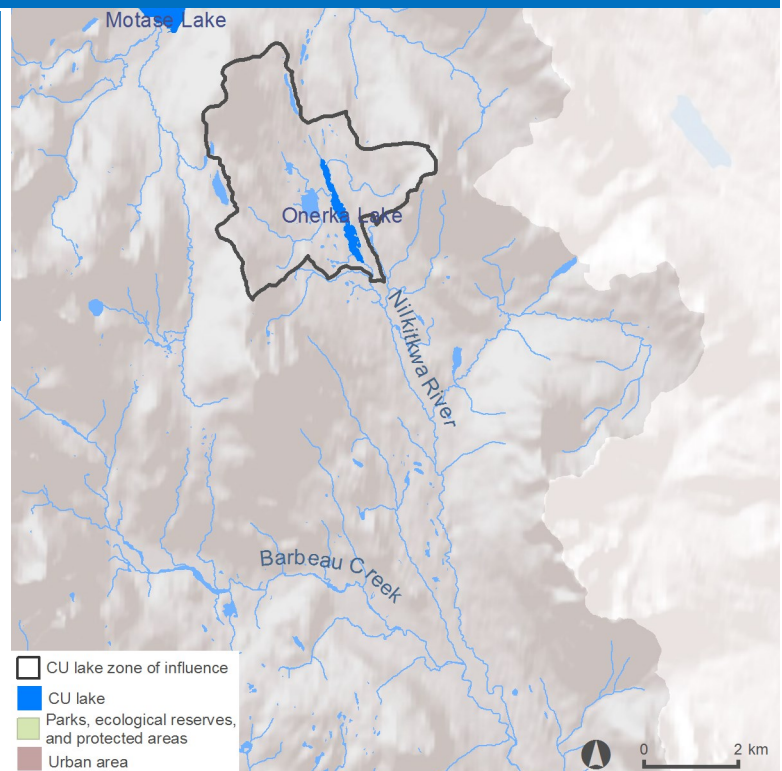 Motase Lake
Onerka Lake
Nilkitkwa River
Barbeau Creek
CU lake zone of influence
CU lake
Parks, ecological reserves,
and protected areas
Urban area
0 2 km